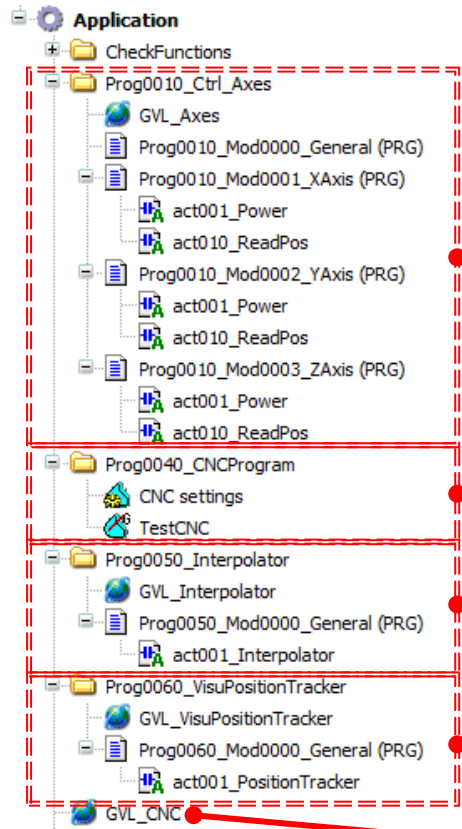 Application
CheckFunctions
Prog0010_Ctrl_Axes
GVL_Axes
Prog0010_Mod0000_General (PRG)
Prog0010_Mod0001_XAxis (PRG)
act001_Power
act010_ReadPos
Prog0010_Mod0002_YAxis (PRG)
act001_Power
act010_ReadPos
Prog0010_Mod0003_ZAxis (PRG)
act001_Power
act010_ReadPos
Prog0040_CNCProgram
CNC settings
TestCNC
Prog0050_Interpolator
GVL_Interpolator
Prog0050_Mod0000_General (PRG)
act001_Interpolator
Prog0060_VisuPositionTracker
GVL_VisuPositionTracker
Prog0060_Mod0000_General (PRG)
act001_PositionTracker
GVL_CNC